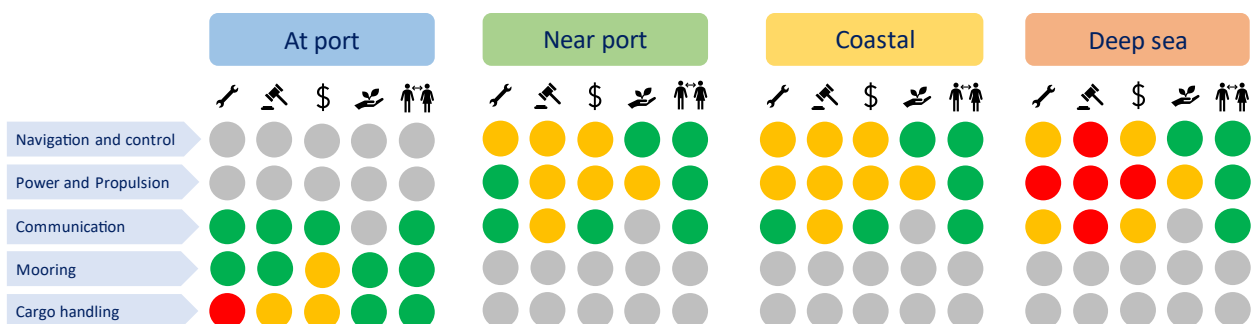 At port
Near port
Coastal
Deep sea
$
$
$
$
Navigation and control
Power and Propulsion
Communication
Mooring
Cargo handling